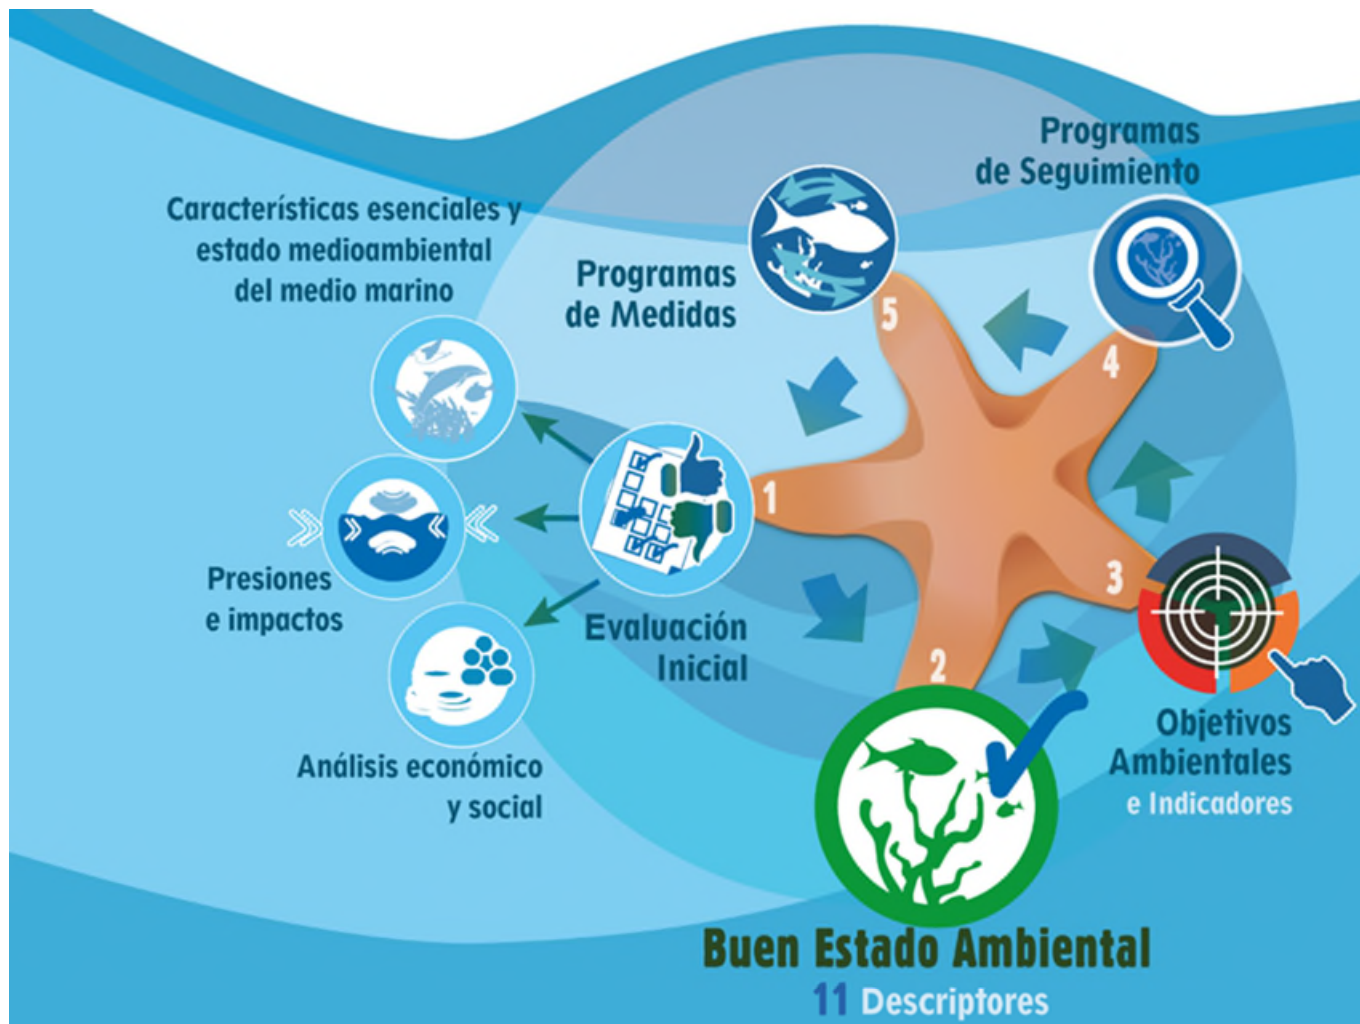 Programas
de Seguimiento
Características esenciales y
estado medioambiental
del medio marino
Programas
de Medidas
5
4
1
3
2
Presiones
e impactos
Evaluación
Inicial
Análisis económico
y social
Objetivos
Ambientales
e Indicadores
Buen Estado Ambiental
11 Descriptores